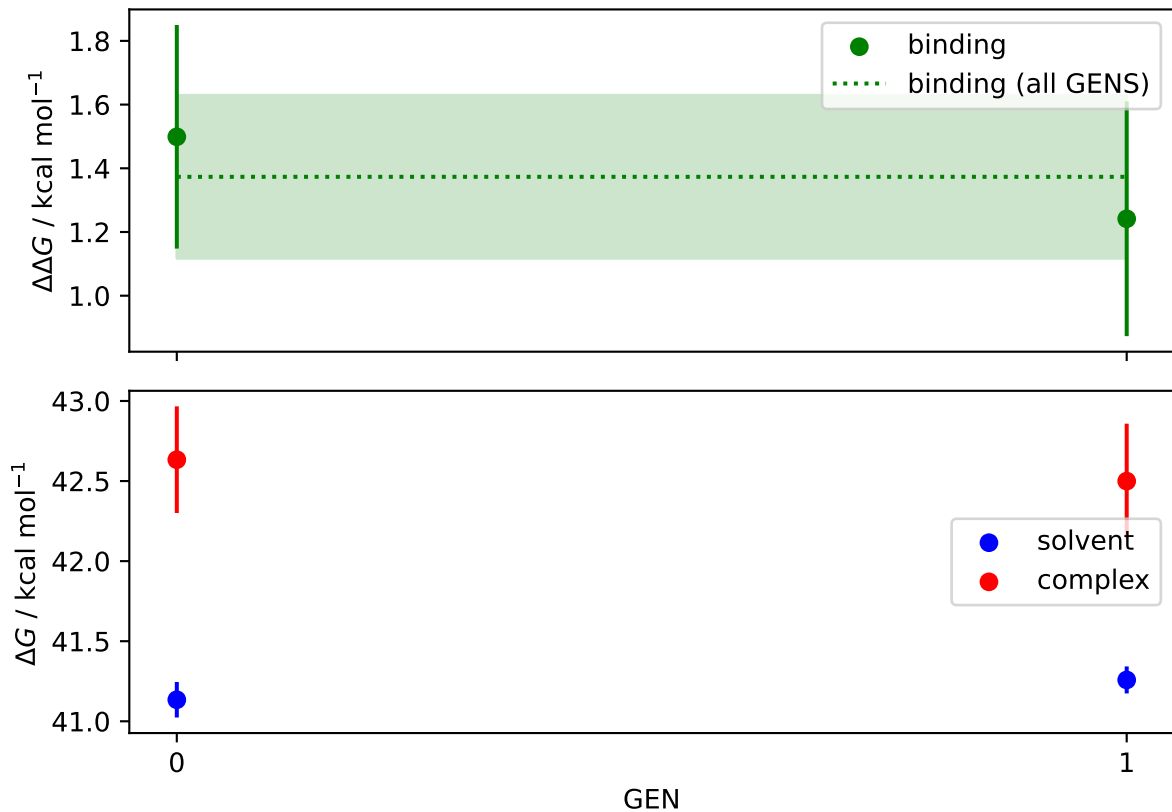 1.8
1.6
1.4
1.2
1.0
ΔΔG / kcal mol⁻¹
binding
binding (all GENS)
43.0
42.5
42.0
41.5
41.0
ΔG / kcal mol⁻¹
solvent
complex
0 1
GEN